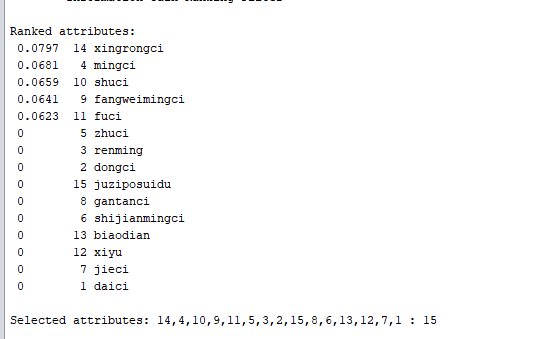 Ranked attributes:
0.0797 14 xingrongci
0.0681 4 mingci
0.0659 10 shuci
0.0641 9 fangweimingci
0.0623 11 fuci
0 5 zhuci
0 3 renming
0 2 dongci
0 15 juziposuidu
0 8 gantanci
0 6 shijianmingci
0 13 biaodian
0 12 xiyu
0 7 jieci
0 1 daici
Selected attributes: 14,4,10,9,11,5,3,2,15,8,6,13,12,7,1 : 15